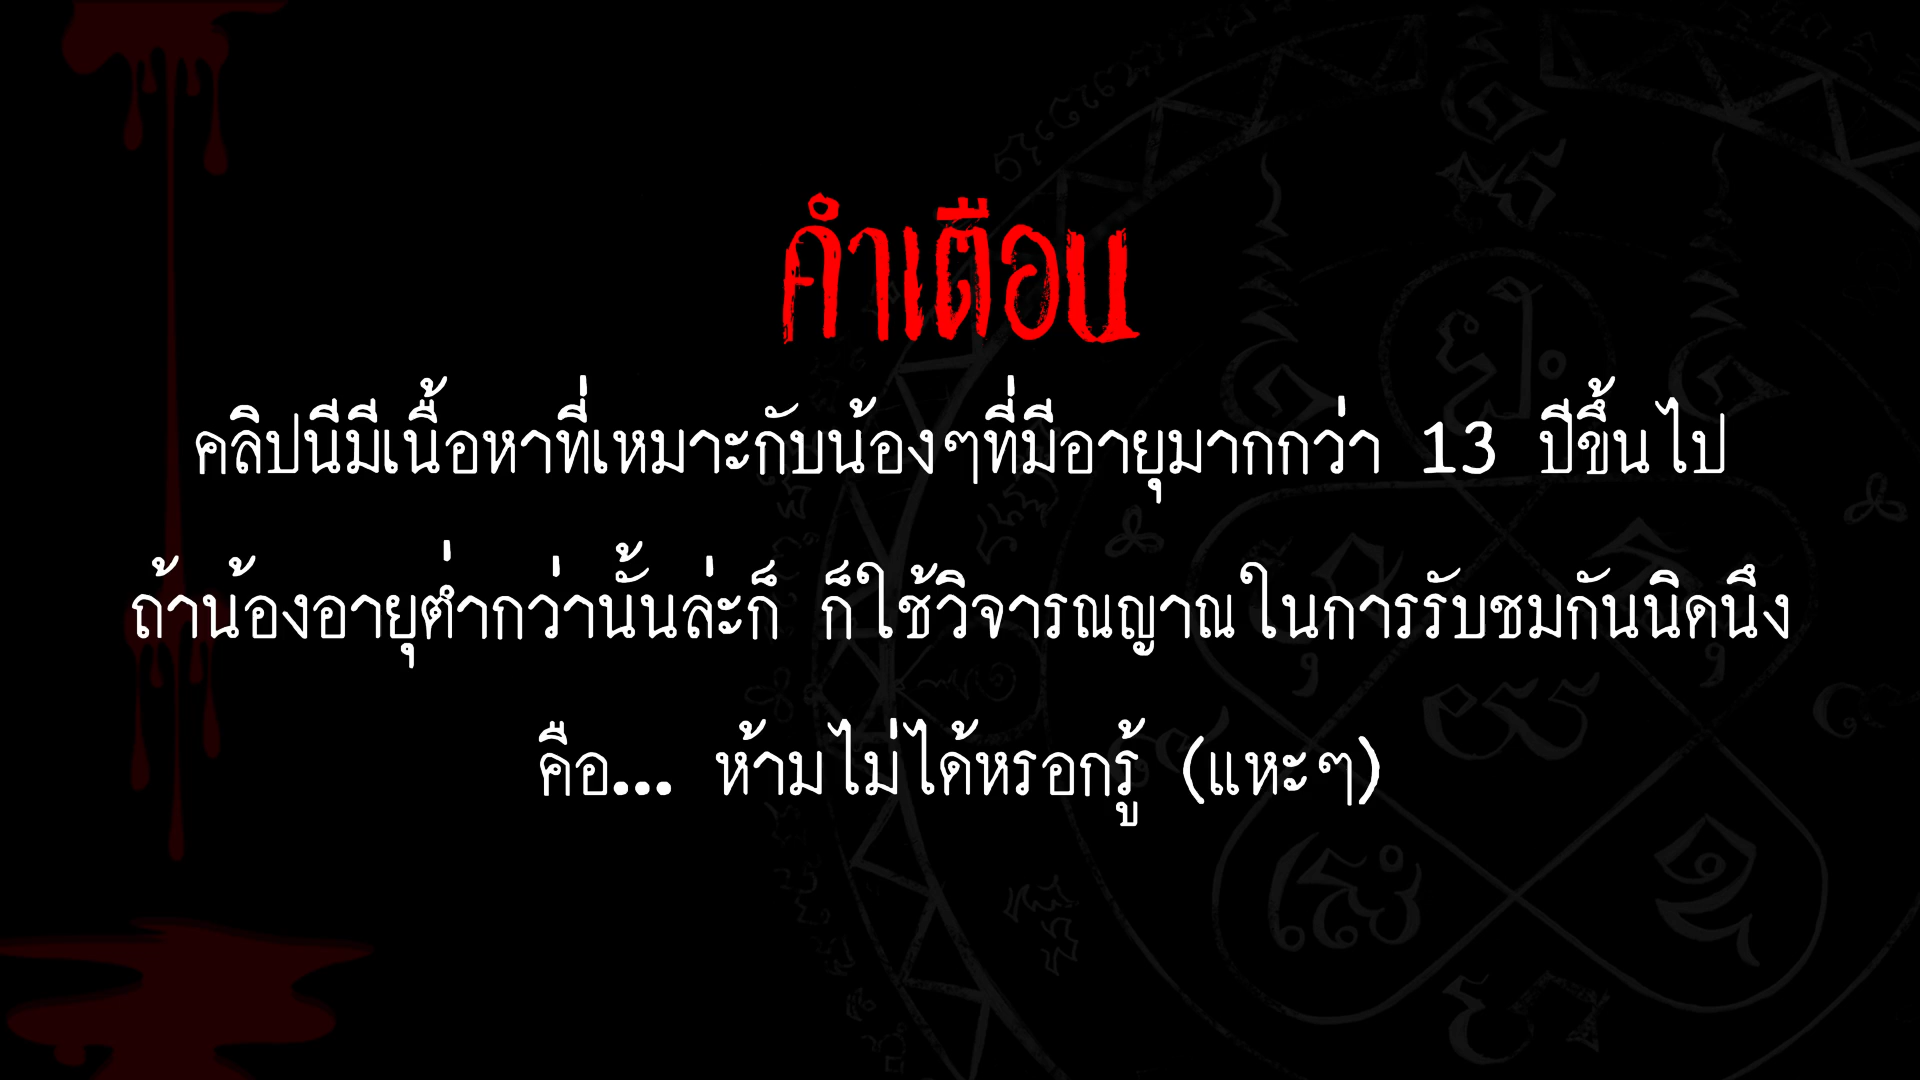 คำเตือน
คลิปนีมีเนื้อหาที่เหมาะกับน้องๆที่มีอายุมากกว่า 13 ปีขึ้นไป
ถ้าน้องอายุต่ำกว่านั้นล่ะก็ ก็ใช้วิจารณญาณในการรับชมกันนิดนึง
คือ... ห้ามไม่ได้หรอกรู้ (แหะๆ)